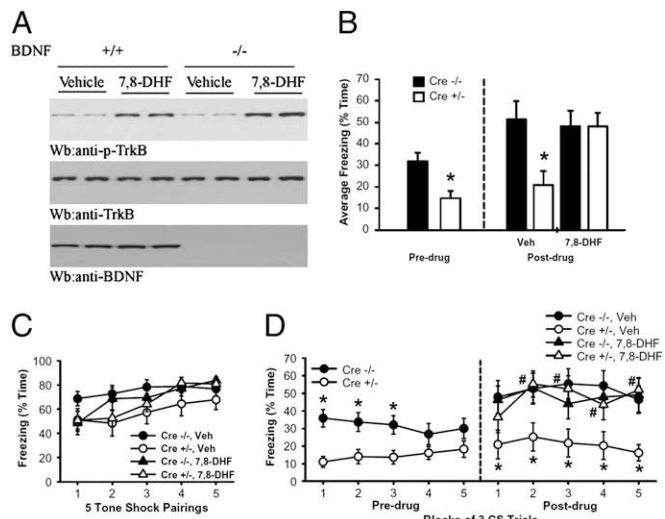 A
BDNF +/+ -/-
Vehicle 7,8-DHF Vehicle 7,8-DHF
Wb:anti-p-TrkB
Wb:anti-TrkB
Wb:anti-BDNF
B
Average Freezing (% Time)
70
60
50
40
30
20
10
0
Cre -/-
Cre +/-
*
*
Veh 7,8-DHF
Pre-drug Post-drug
C
Freezing (% Time)
100
80
60
40
20
0
Cre -/-, Veh
Cre +/-, Veh
Cre -/-, 7,8-DHF
Cre +/-, 7,8-DHF
1 2 3 4 5
5 Tone Shock Pairings
D
Cre -/-, Veh
Cre +/-, Veh
Cre -/-, 7,8-DHF
Cre +/-, 7,8-DHF
Freezing (% Time)
70
60
50
40
30
20
10
0
Cre -/-
Cre +/-
* * *
# # # #
* * * * *
1 2 3 4 5 1 2 3 4 5
Pre-drug Post-drug
Blocks of 3 CS Trials